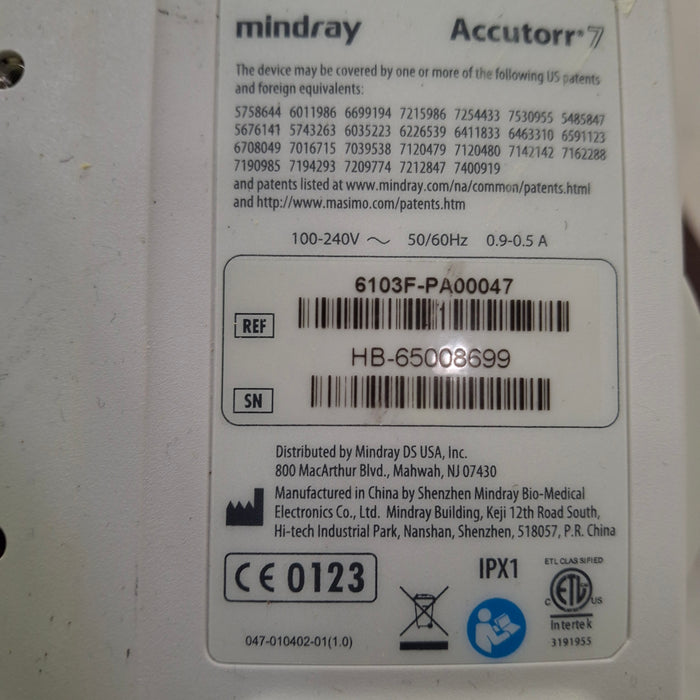 mindray Accutorr® 7
The device may be covered by one or more of the following US patents
and foreign equivalents:
5758644 6011986 6699194 7215986 7254433 7530955 5485847
5676141 5743263 6035223 6226539 6411833 6463310 6591123
6708049 7016715 7039538 7120479 7120480 7142142 7162288
7190985 7194293 7209774 7212847 7400919
and patents listed at www.mindray.com/na/common/patents.html
and http://www.masimo.com/patents.htm
100-240V ～ 50/60Hz 0.9-0.5 A
6103F-PA00047
REF
HB-65008699
SN
Distributed by Mindray DS USA, Inc.
800 MacArthur Blvd., Mahwah, NJ 07430
Manufactured in China by Shenzhen Mindray Bio-Medical
Electronics Co., Ltd. Mindray Building, Keji 12th Road South,
Hi-tech Industrial Park, Nanshan, Shenzhen, 518057, P.R. China
CE 0123
IPX1
ETL CLASSIFIED
C ETL US
Intertek
3191955
047-010402-01(1.0)